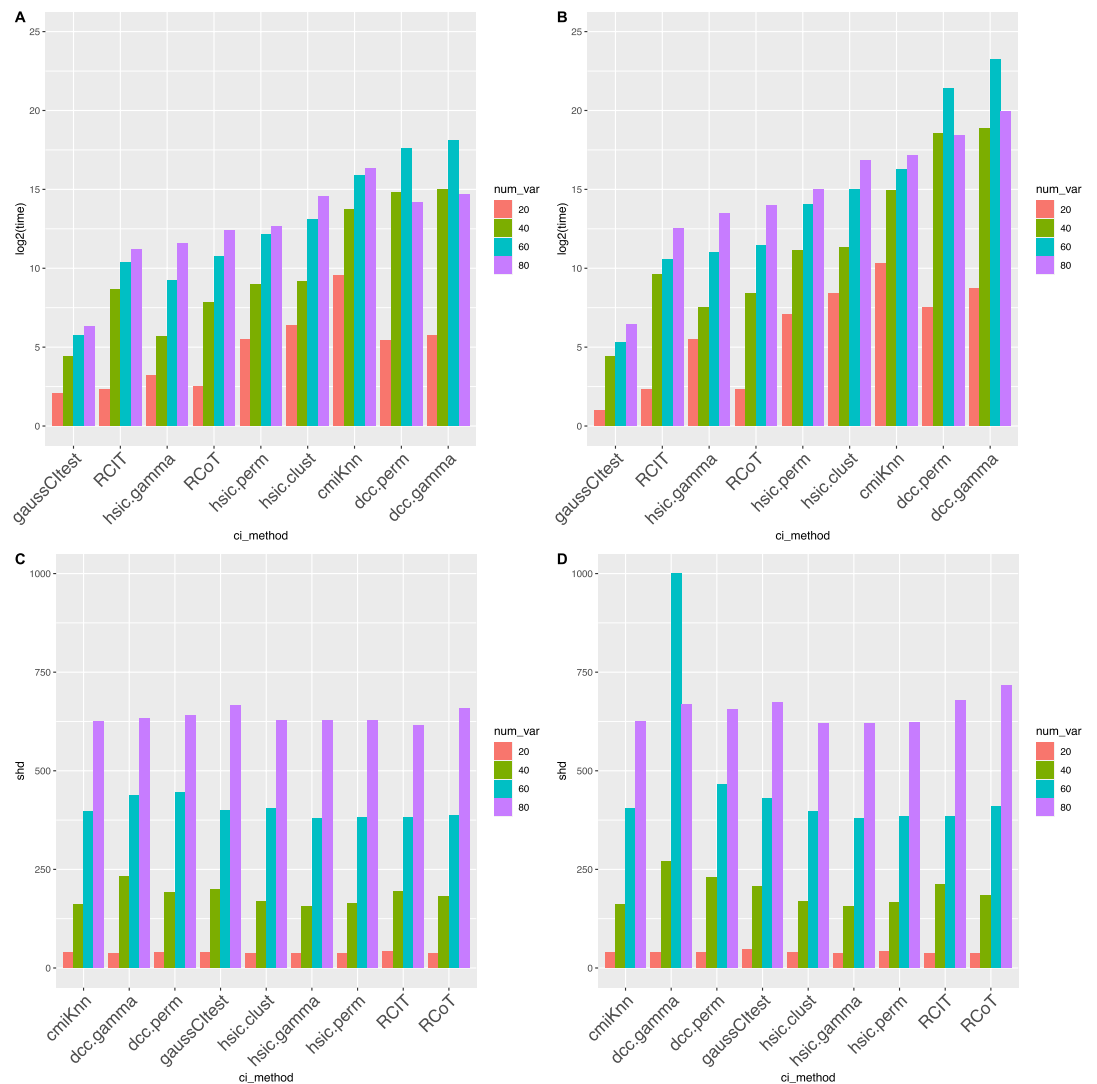 A
25
20
15
10
5
0
log2(time)
gaussCItest
RCIT
hsic.gamma
RCoT
hsic.perm
hsic.clust
cmiKnn
dcc.perm
dcc.gamma
ci_method
num_var
20
40
60
80
B
25
20
15
10
5
0
log2(time)
gaussCItest
RCIT
hsic.gamma
RCoT
hsic.perm
hsic.clust
cmiKnn
dcc.perm
dcc.gamma
ci_method
num_var
20
40
60
80
C
1000
750
500
250
0
shd
cmiKnn
dcc.gamma
dcc.perm
gaussCItest
hsic.clust
hsic.gamma
hsic.perm
RCIT
RCoT
ci_method
num_var
20
40
60
80
D
1000
750
500
250
0
shd
cmiKnn
dcc.gamma
dcc.perm
gaussCItest
hsic.clust
hsic.gamma
hsic.perm
RCIT
RCoT
ci_method
num_var
20
40
60
80